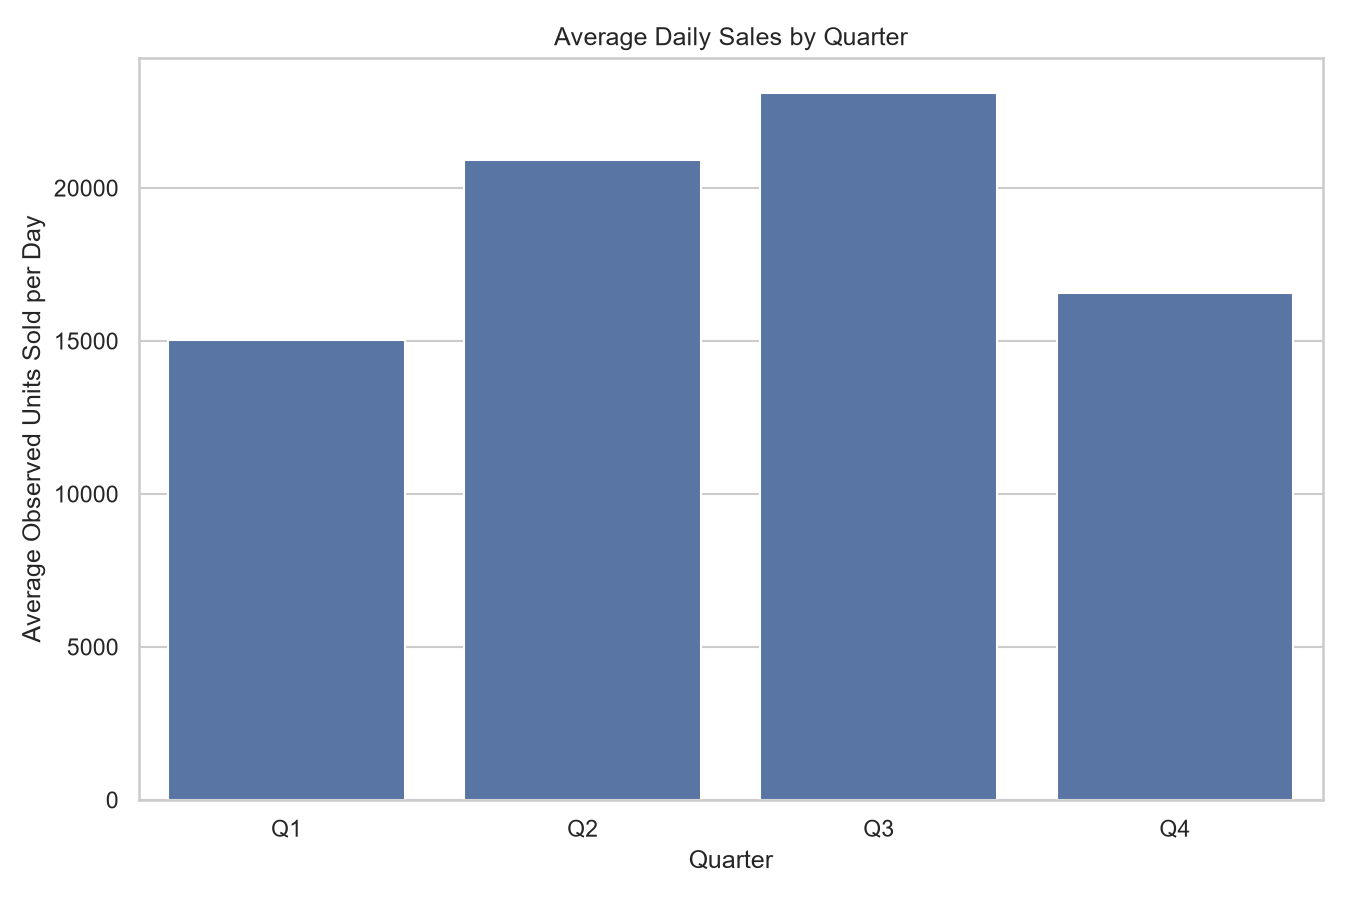 Average Daily Sales by Quarter
Average Observed Units Sold per Day
20000
15000
10000
5000
0
Q1 Q2 Q3 Q4
Quarter